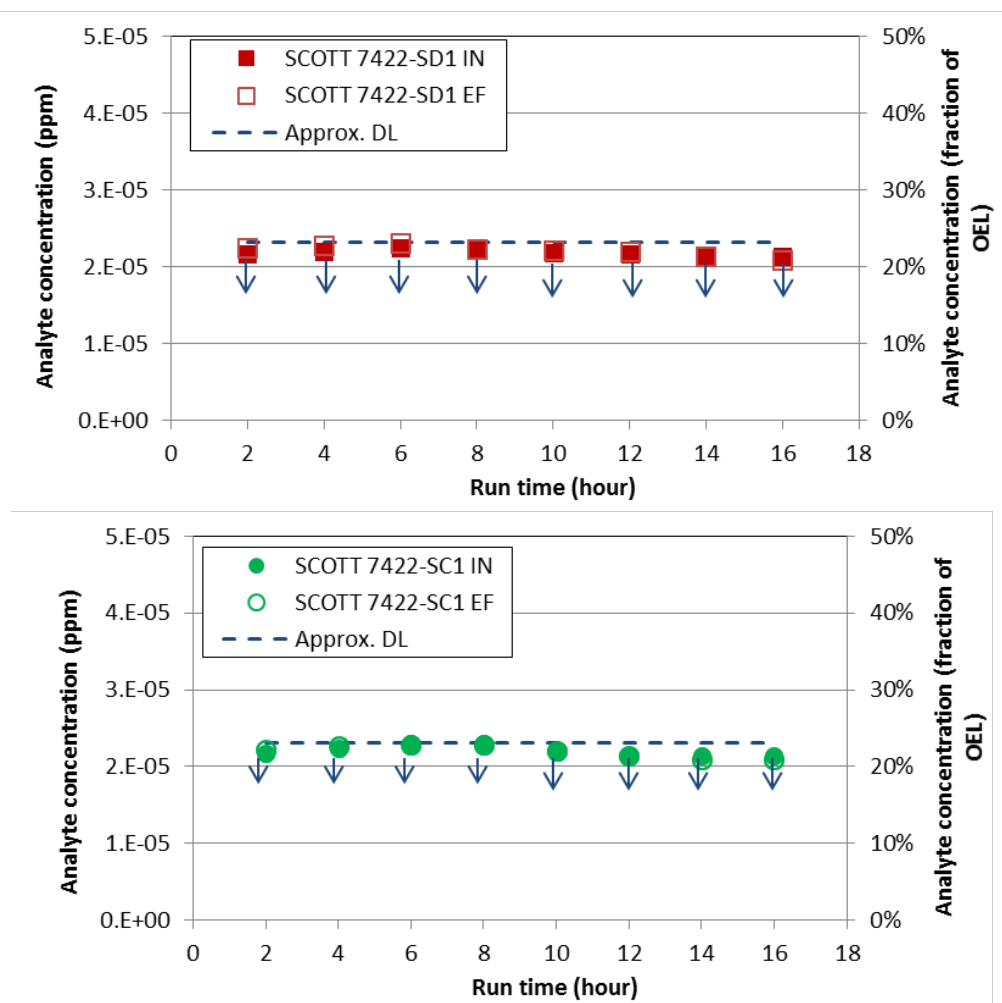 5.E-05
4.E-05
3.E-05
2.E-05
1.E-05
0.E+00
Analyte concentration (ppm)
SCOTT 7422-SD1 IN
SCOTT 7422-SD1 EF
Approx. DL
50%
40%
30%
20%
10%
0%
Analyte concentration (fraction of
OEL)
0 2 4 6 8 10 12 14 16 18
Run time (hour)
5.E-05
4.E-05
3.E-05
2.E-05
1.E-05
0.E+00
Analyte concentration (ppm)
SCOTT 7422-SC1 IN
SCOTT 7422-SC1 EF
Approx. DL
50%
40%
30%
20%
10%
0%
Analyte concentration (fraction of
OEL)
0 2 4 6 8 10 12 14 16 18
Run time (hour)